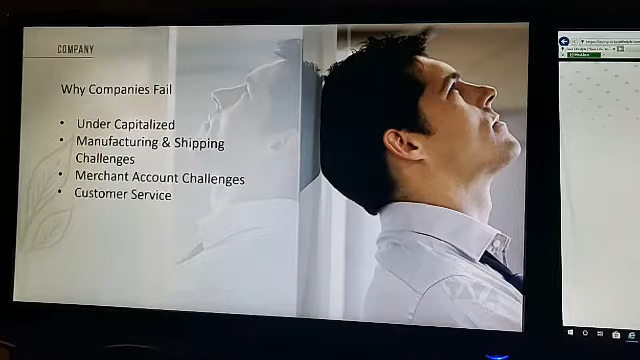 COMPANY
Why Companies Fail
• Under Capitalized
• Manufacturing & Shipping
Challenges
• Merchant Account Challenges
• Customer Service